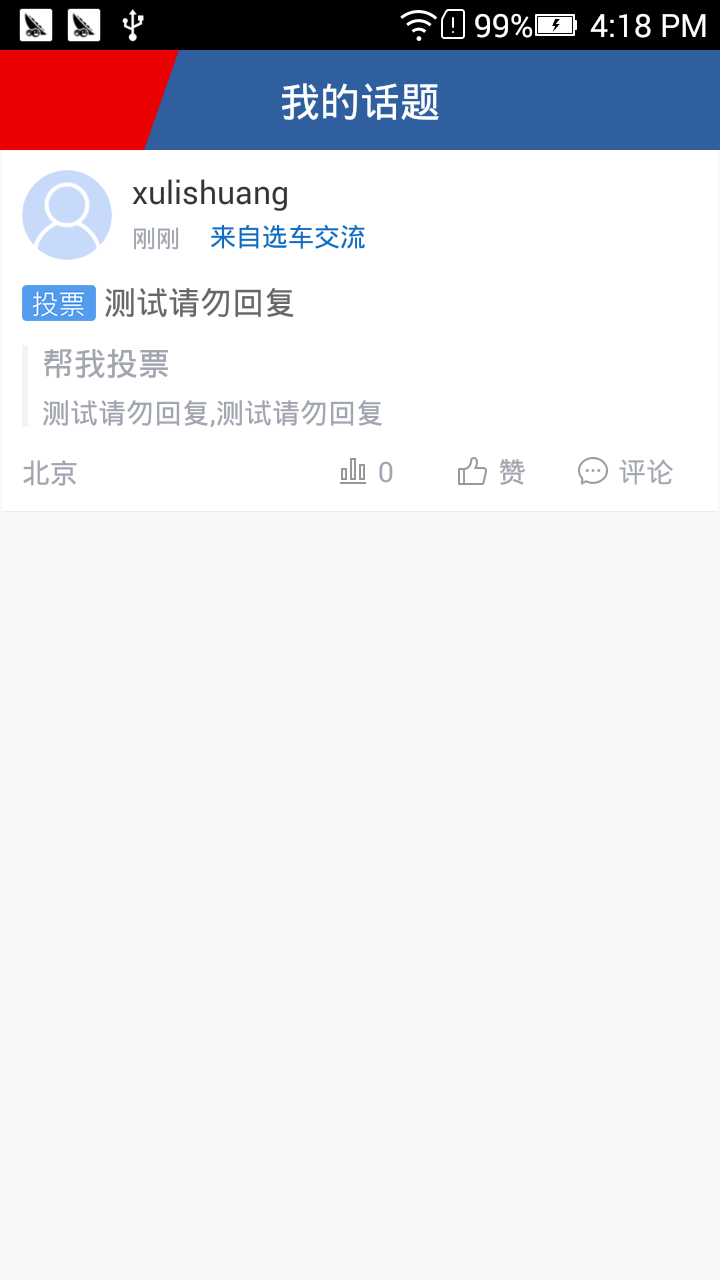 99% 4:18 PM
我的话题
xulishuang
刚刚 来自选车交流
投票 测试请勿回复
帮我投票
测试请勿回复,测试请勿回复
北京 0 赞 评论